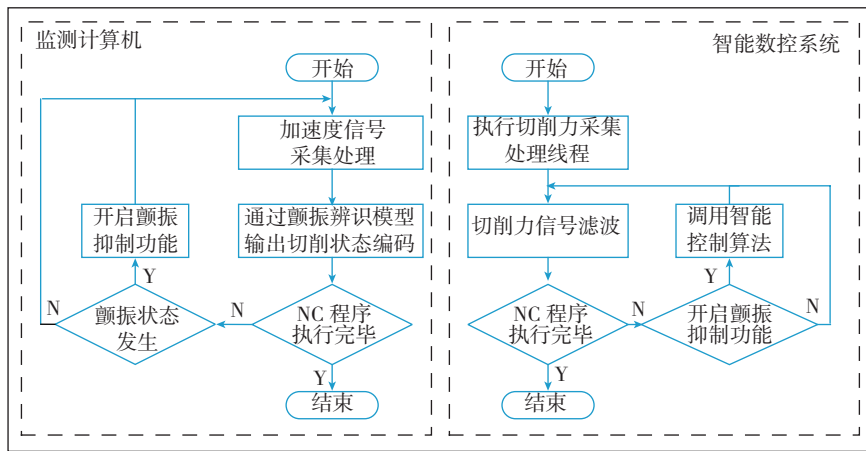 监测计算机
开始
加速度信号
采集处理
通过颤振辨识模型
输出切削状态编码
开启颤振
抑制功能
Y
N
颤振状态
发生
N
NC 程序
执行完毕
Y
结束
智能数控系统
开始
执行切削力采集
处理线程
切削力信号滤波
调用智能
控制算法
Y
N
NC 程序
执行完毕
N
开启颤振
抑制功能
Y
结束